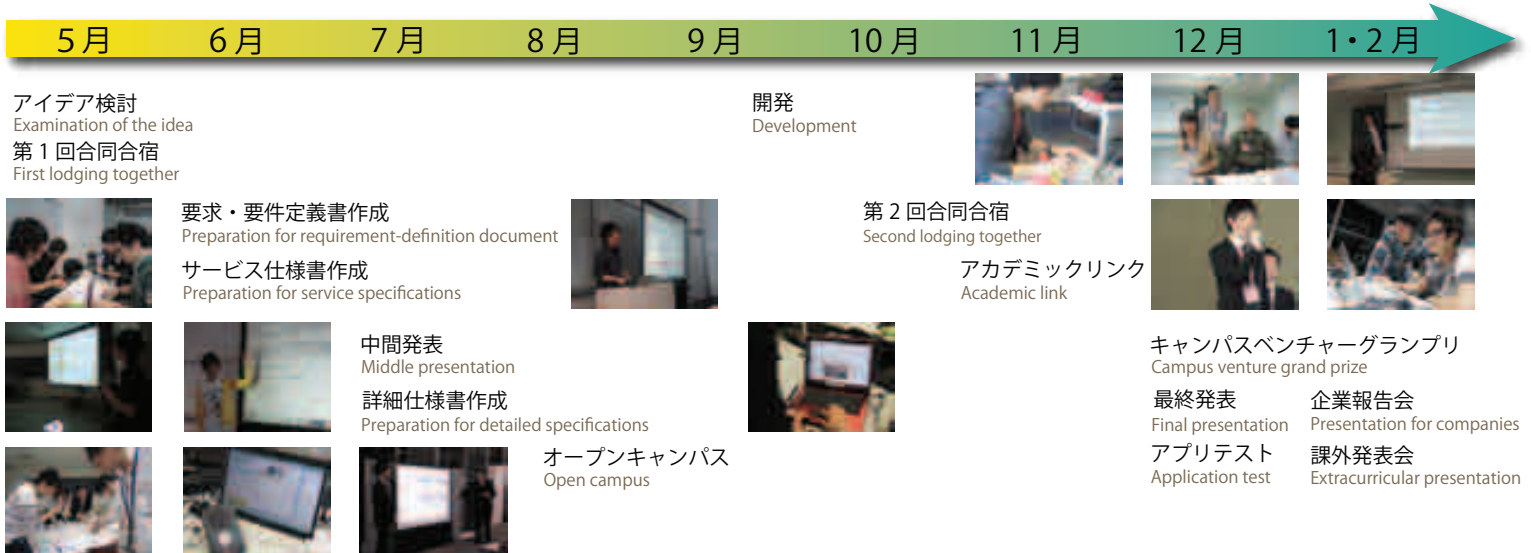 5月 6月 7月 8月 9月 10月 11月 12月 1・2月
アイデア検討
Examination of the idea
第1回合同合宿
First lodging together
要求・要件定義書作成
Preparation for requirement-definition document
サービス仕様書作成
Preparation for service specifications
中間発表
Middle presentation
詳細仕様書作成
Preparation for detailed specifications
オープンキャンパス
Open campus
開発
Development
第2回合同合宿
Second lodging together
アカデミックリンク
Academic link
キャンパスベンチャーグランプリ
Campus venture grand prize
最終発表
Final presentation
アプリテスト
Application test
企業報告会
Presentation for companies
課外発表会
Extracurricular presentation